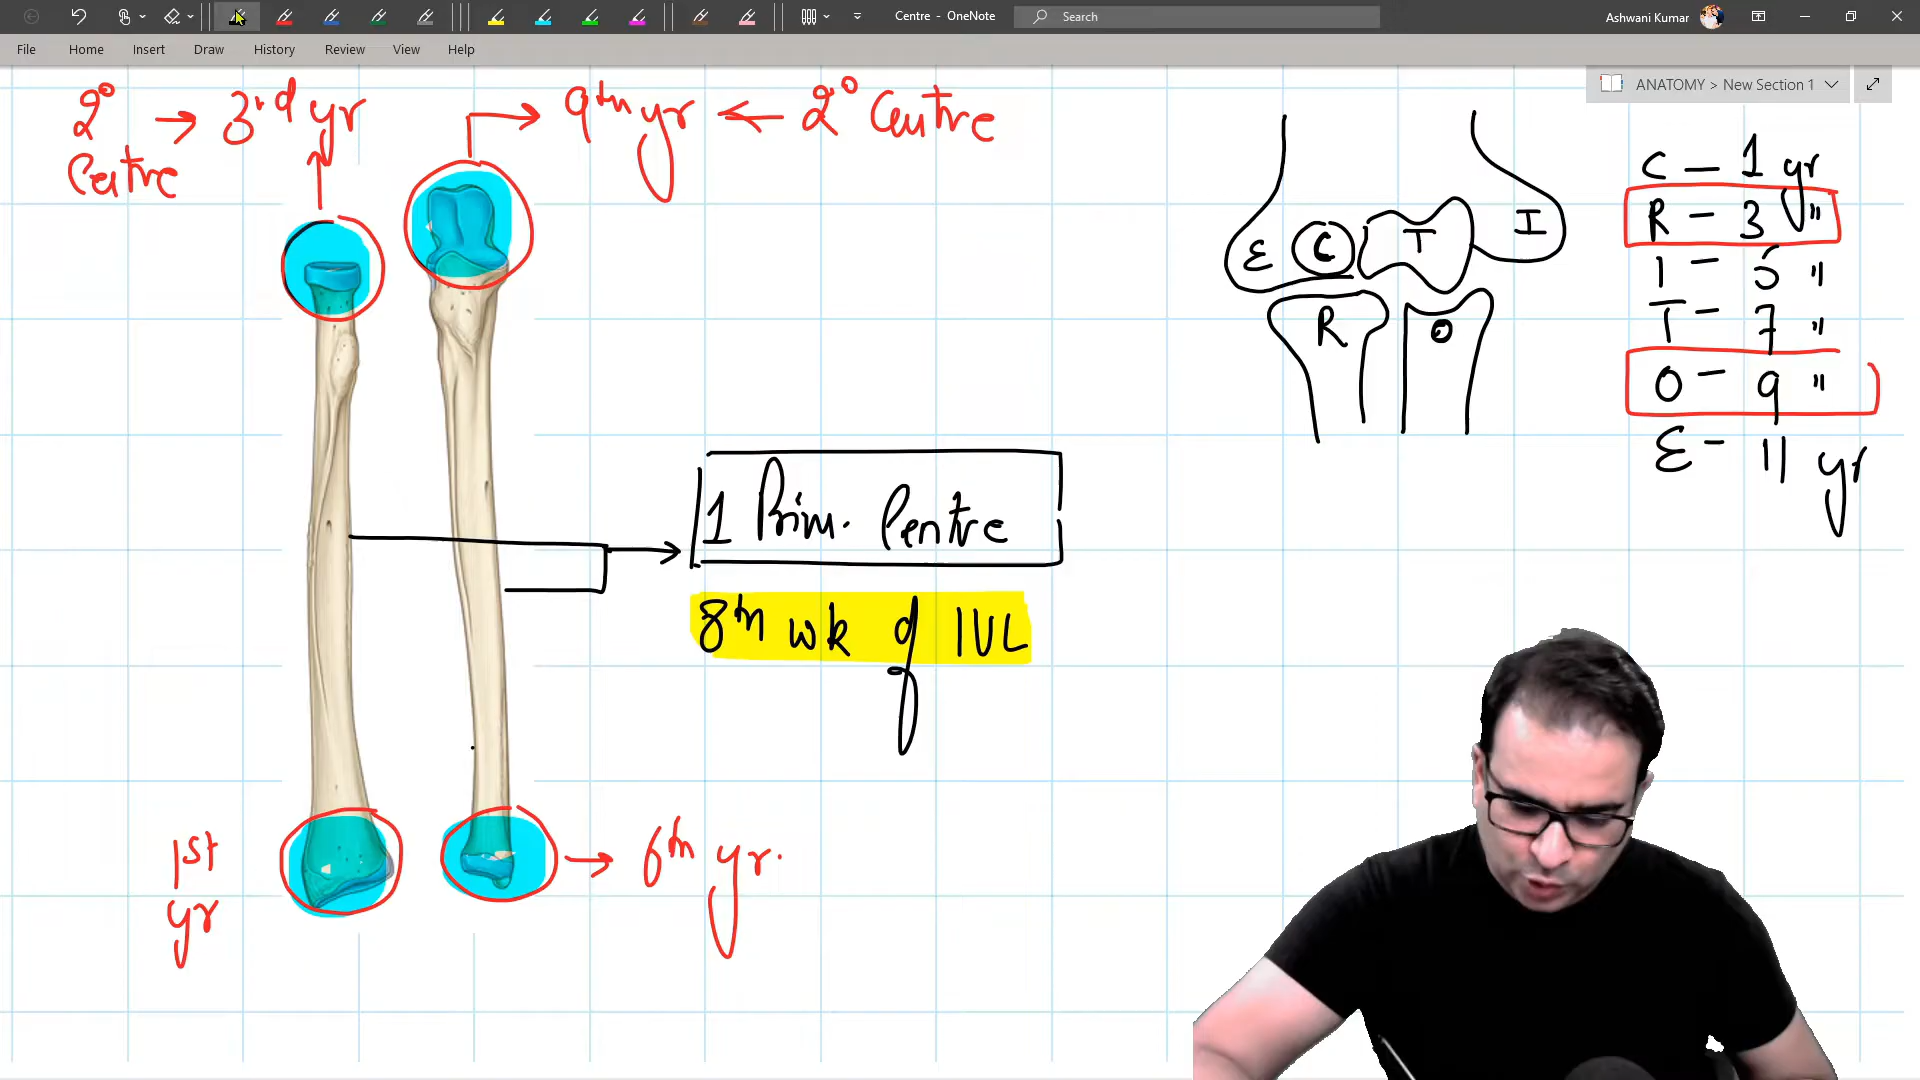 Centre - OneNote
Search
Ashwani Kumar
File Home Insert Draw History Review View Help
ANATOMY > New Section 1
2° Centre → 3rd yr
9th yr ← 2° Centre
E C T I
R O
C — 1 yr
R — 3 "
I — 5 "
T — 7 "
O — 9 "
E — 11 yr
1 Prim. Centre
8th wk of IUL
1st yr
→ 6th yr.